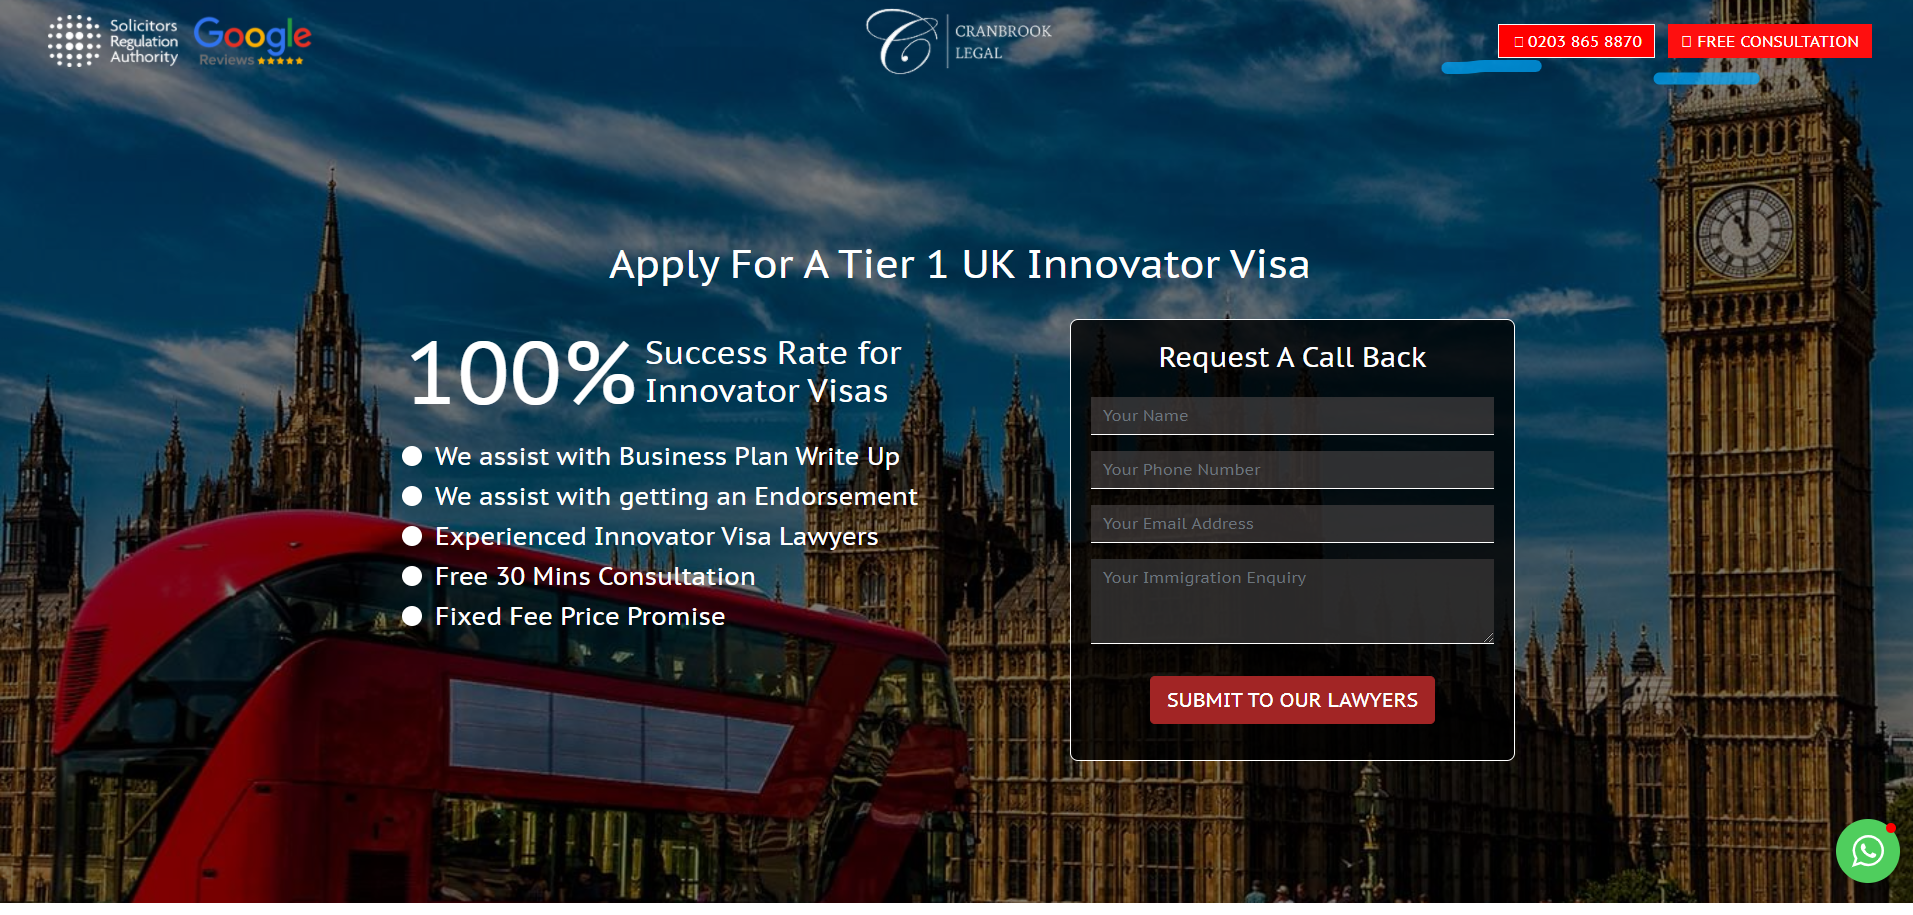 Solicitors
Regulation
Authority
Google
Reviews
CRANBROOK
LEGAL
0203 865 8870
FREE CONSULTATION
Apply For A Tier 1 UK Innovator Visa
100%
Success Rate for
Innovator Visas
We assist with Business Plan Write Up
We assist with getting an Endorsement
Experienced Innovator Visa Lawyers
Free 30 Mins Consultation
Fixed Fee Price Promise
Request A Call Back
Your Name
Your Phone Number
Your Email Address
Your Immigration Enquiry
SUBMIT TO OUR LAWYERS